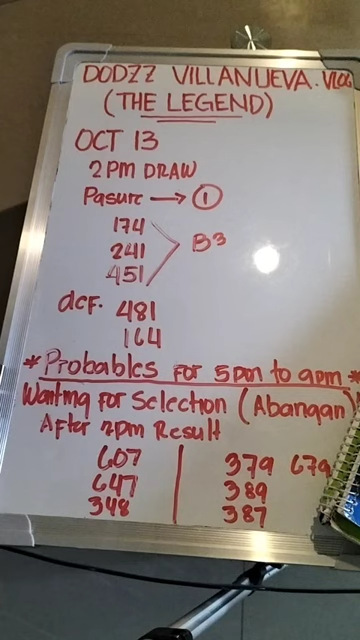 DODZZ VILLANUEVA.VLOG
(THE LEGEND)
OCT 13
2PM DRAW
Pasure → ①
174
241
451
B3
dcf. 481
164
*Probables for 5pm to 9pm*
Waiting for Selection (Abangan)
After 2pm Result
607
647
348
379 679
389
387